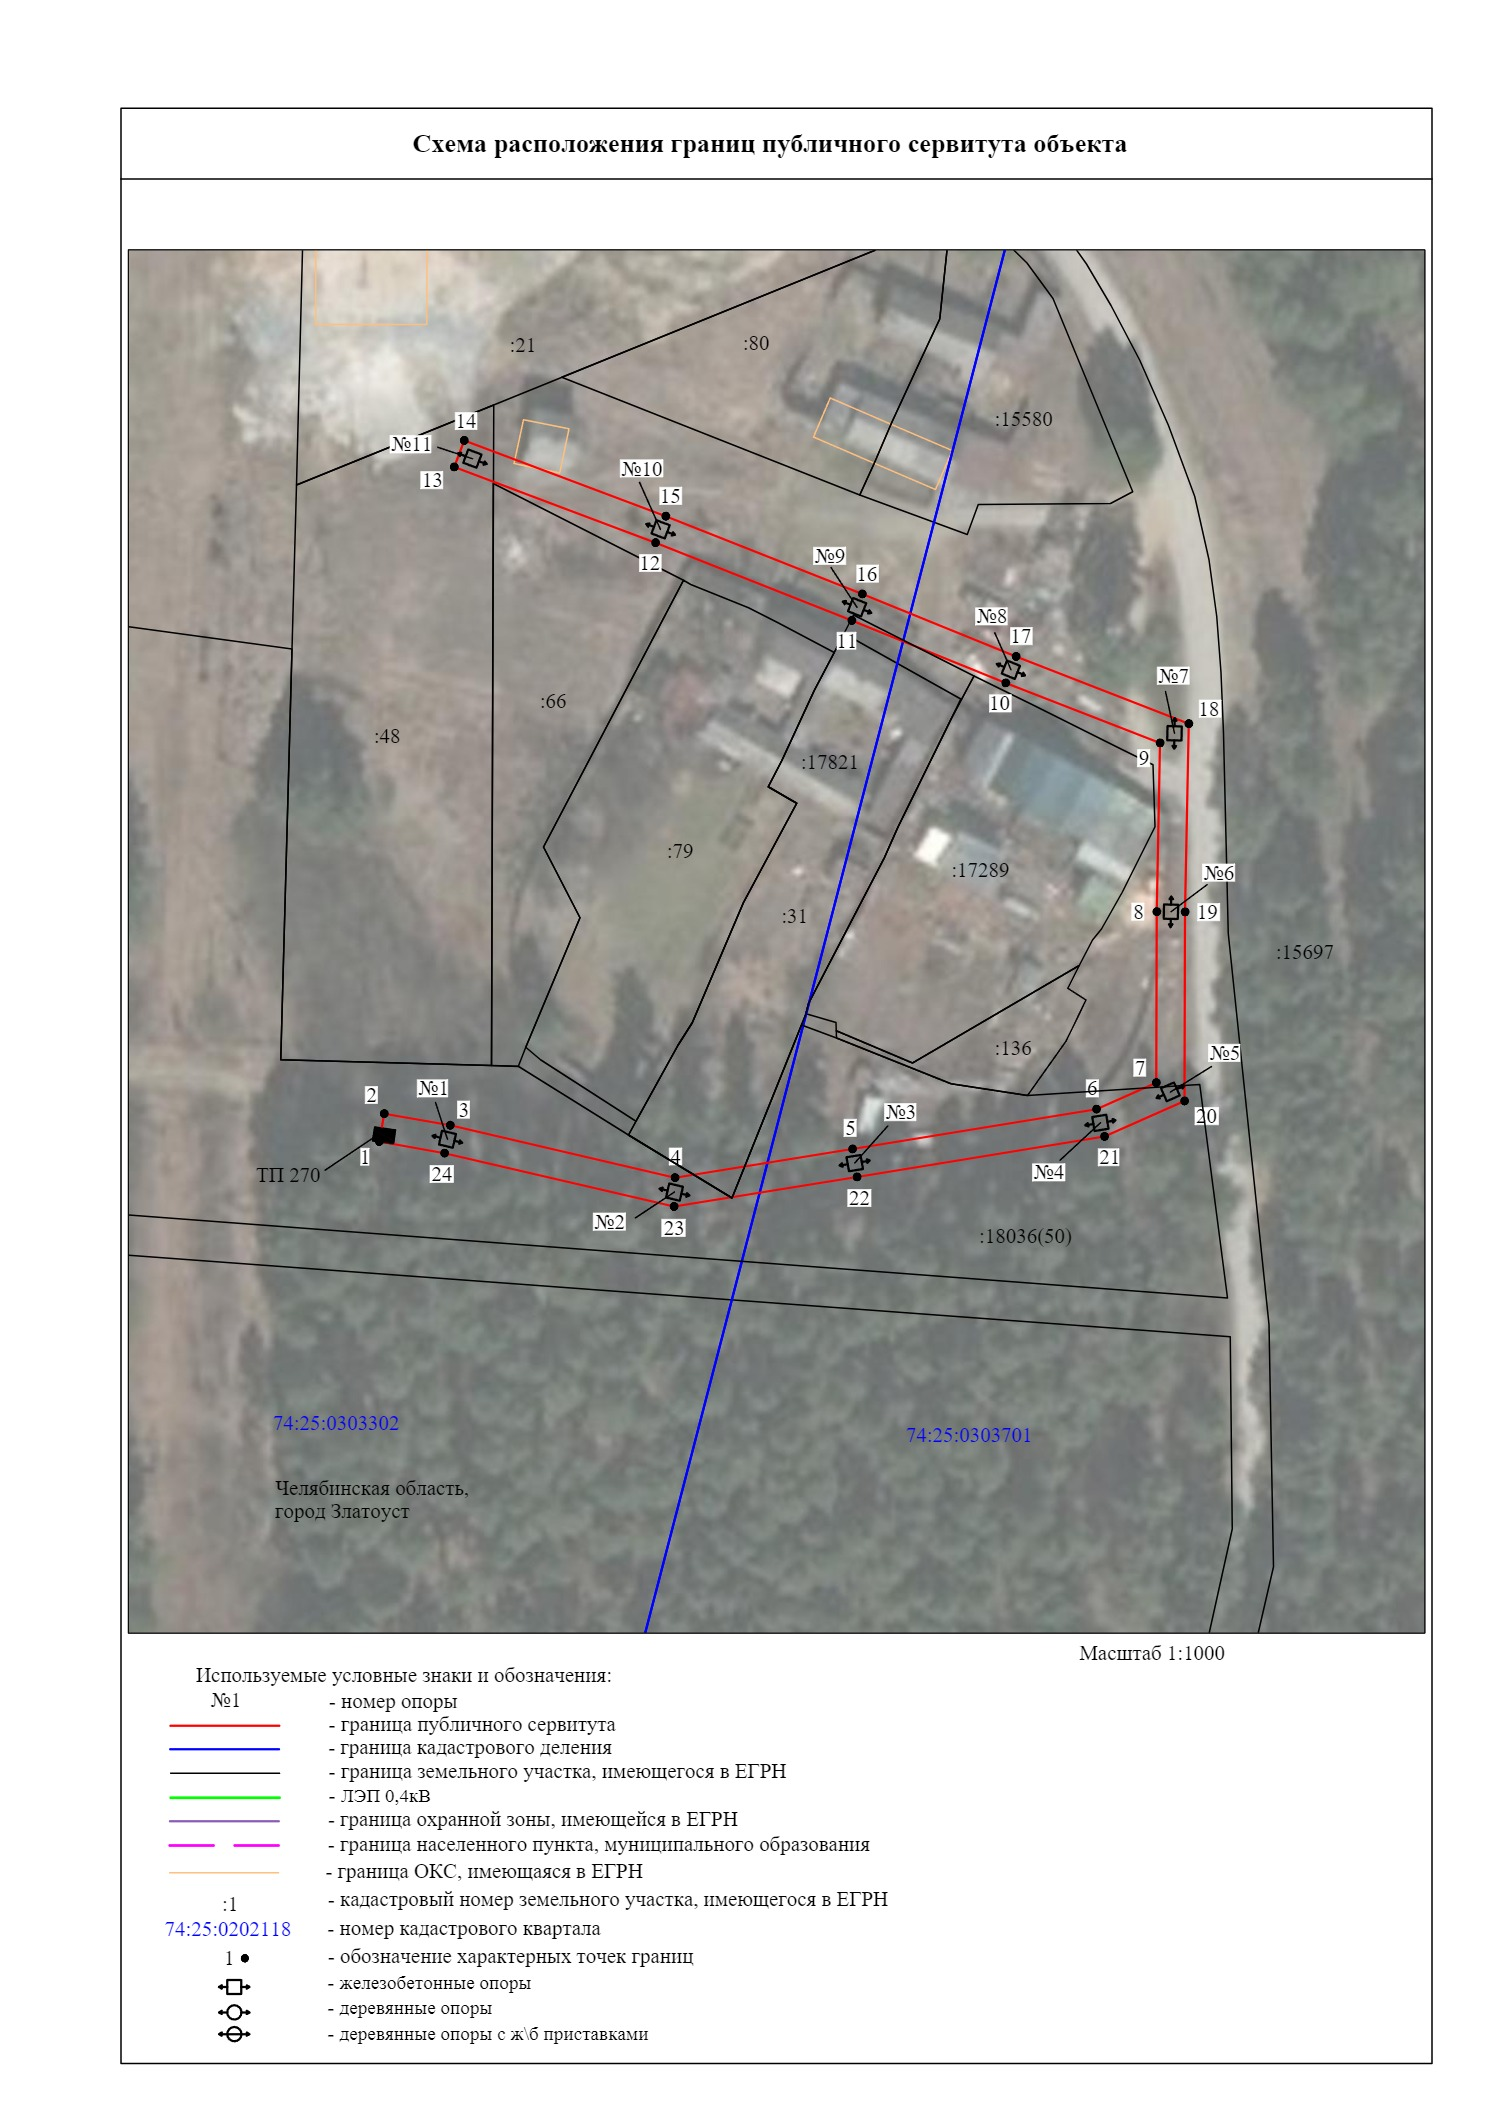 Схема расположения границ публичного сервитута объекта
:21
:80
:15580
14
№11
13
№10
15
12
№9
16
11
№8
17
10
№7
18
9
:66
:48
:17821
:79
:17289
:31
№6
8
19
:15697
:136
7
№5
2
№1
3
6
20
1
24
ТП 270
4
5
№3
21
№4
22
№2
23
:18036(50)
74:25:0303302
74:25:0303701
Челябинская область,
город Златоуст
Масштаб 1:1000
Используемые условные знаки и обозначения:
№1 - номер опоры
- граница публичного сервитута
- граница кадастрового деления
- граница земельного участка, имеющегося в ЕГРН
- ЛЭП 0,4кВ
- граница охранной зоны, имеющейся в ЕГРН
- граница населенного пункта, муниципального образования
- граница ОКС, имеющаяся в ЕГРН
:1 - кадастровый номер земельного участка, имеющегося в ЕГРН
74:25:0202118 - номер кадастрового квартала
1 - обозначение характерных точек границ
- железобетонные опоры
- деревянные опоры
- деревянные опоры с ж\б приставками